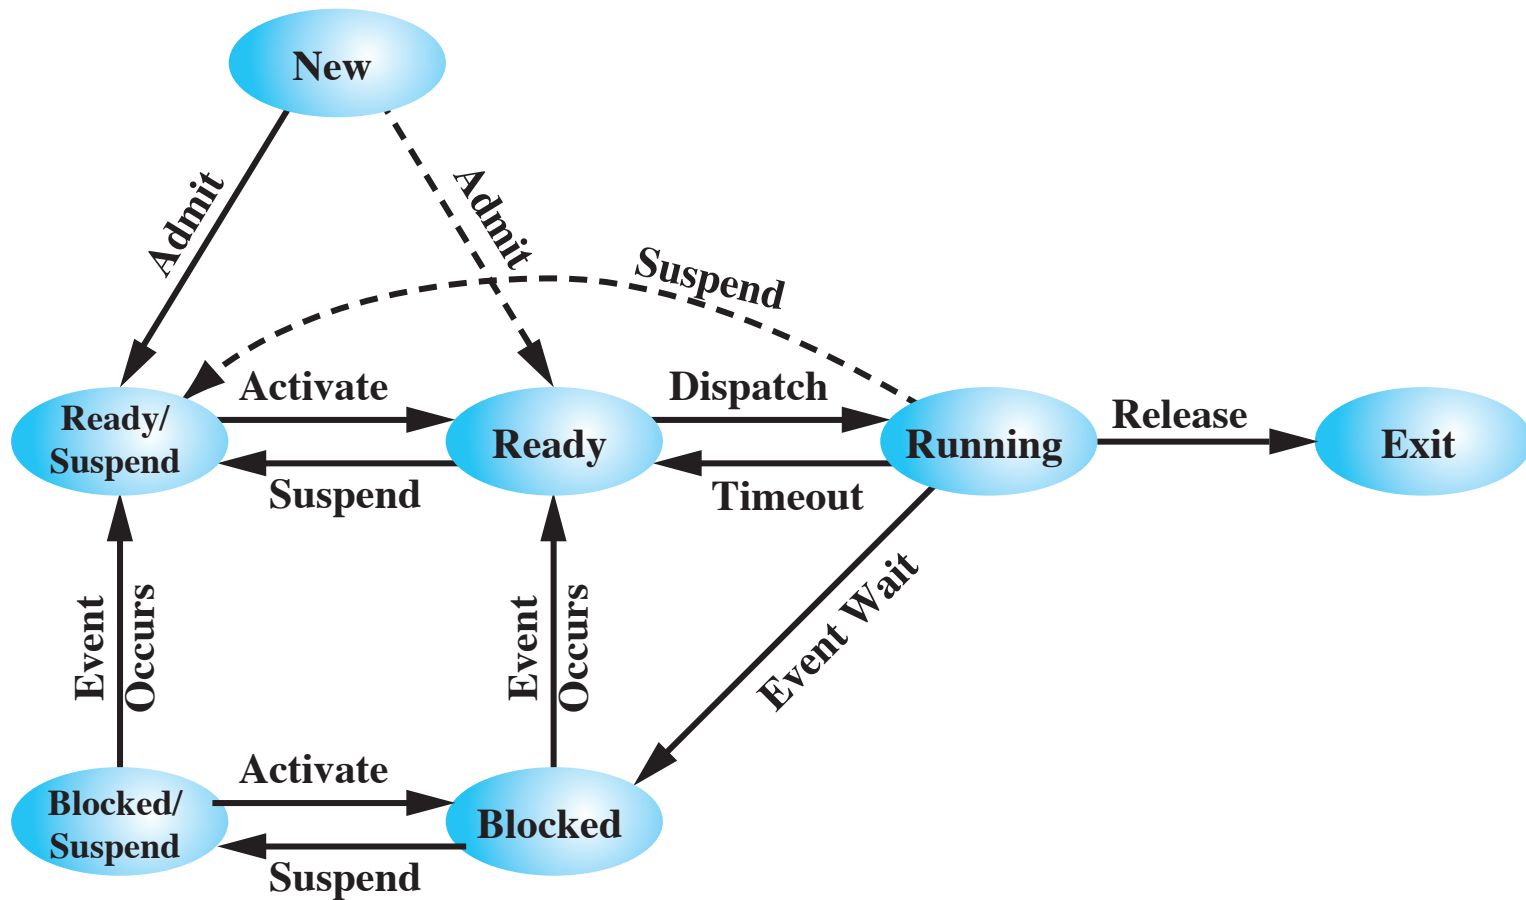 New
Admit
Admit
Suspend
Activate
Dispatch
Release
Ready/
Suspend
Ready
Running
Exit
Suspend
Timeout
Event
Occurs
Event
Occurs
Event Wait
Activate
Blocked/
Suspend
Blocked
Suspend